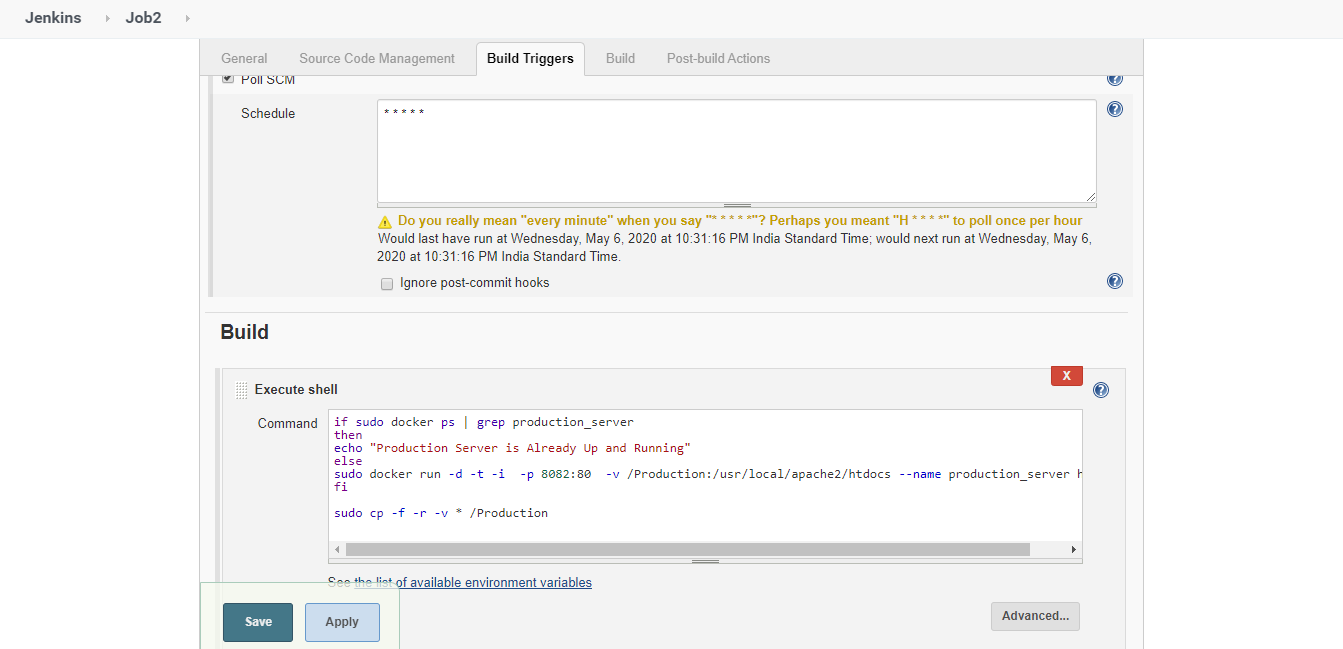 Jenkins
Job2
General
Source Code Management
Build Triggers
Build
Post-build Actions
Poll SCM
Schedule
* * * * *
Do you really mean "every minute" when you say "* * * * *"? Perhaps you meant "H * * * *" to poll once per hour
Would last have run at Wednesday, May 6, 2020 at 10:31:16 PM India Standard Time; would next run at Wednesday, May 6,
2020 at 10:31:16 PM India Standard Time.
Ignore post-commit hooks
Build
X
Execute shell
Command
if sudo docker ps | grep production_server
then
echo "Production Server is Already Up and Running"
else
sudo docker run -d -t -i  -p 8082:80  -v /Production:/usr/local/apache2/htdocs --name production_server h
fi
sudo cp -f -r -v * /Production
See the list of available environment variables
Save
Apply
Advanced...